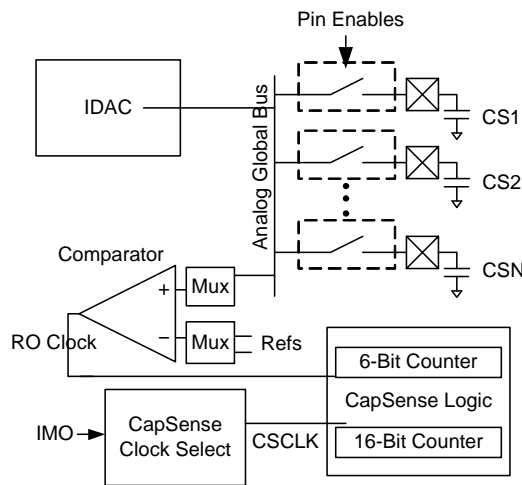 Pin Enables
IDAC
Analog Global Bus
CS1
CS2
CSN
Comparator
+
Mux
−
Mux
Refs
RO Clock
6-Bit Counter
CapSense Logic
16-Bit Counter
IMO
CapSense
Clock Select
CSCLK